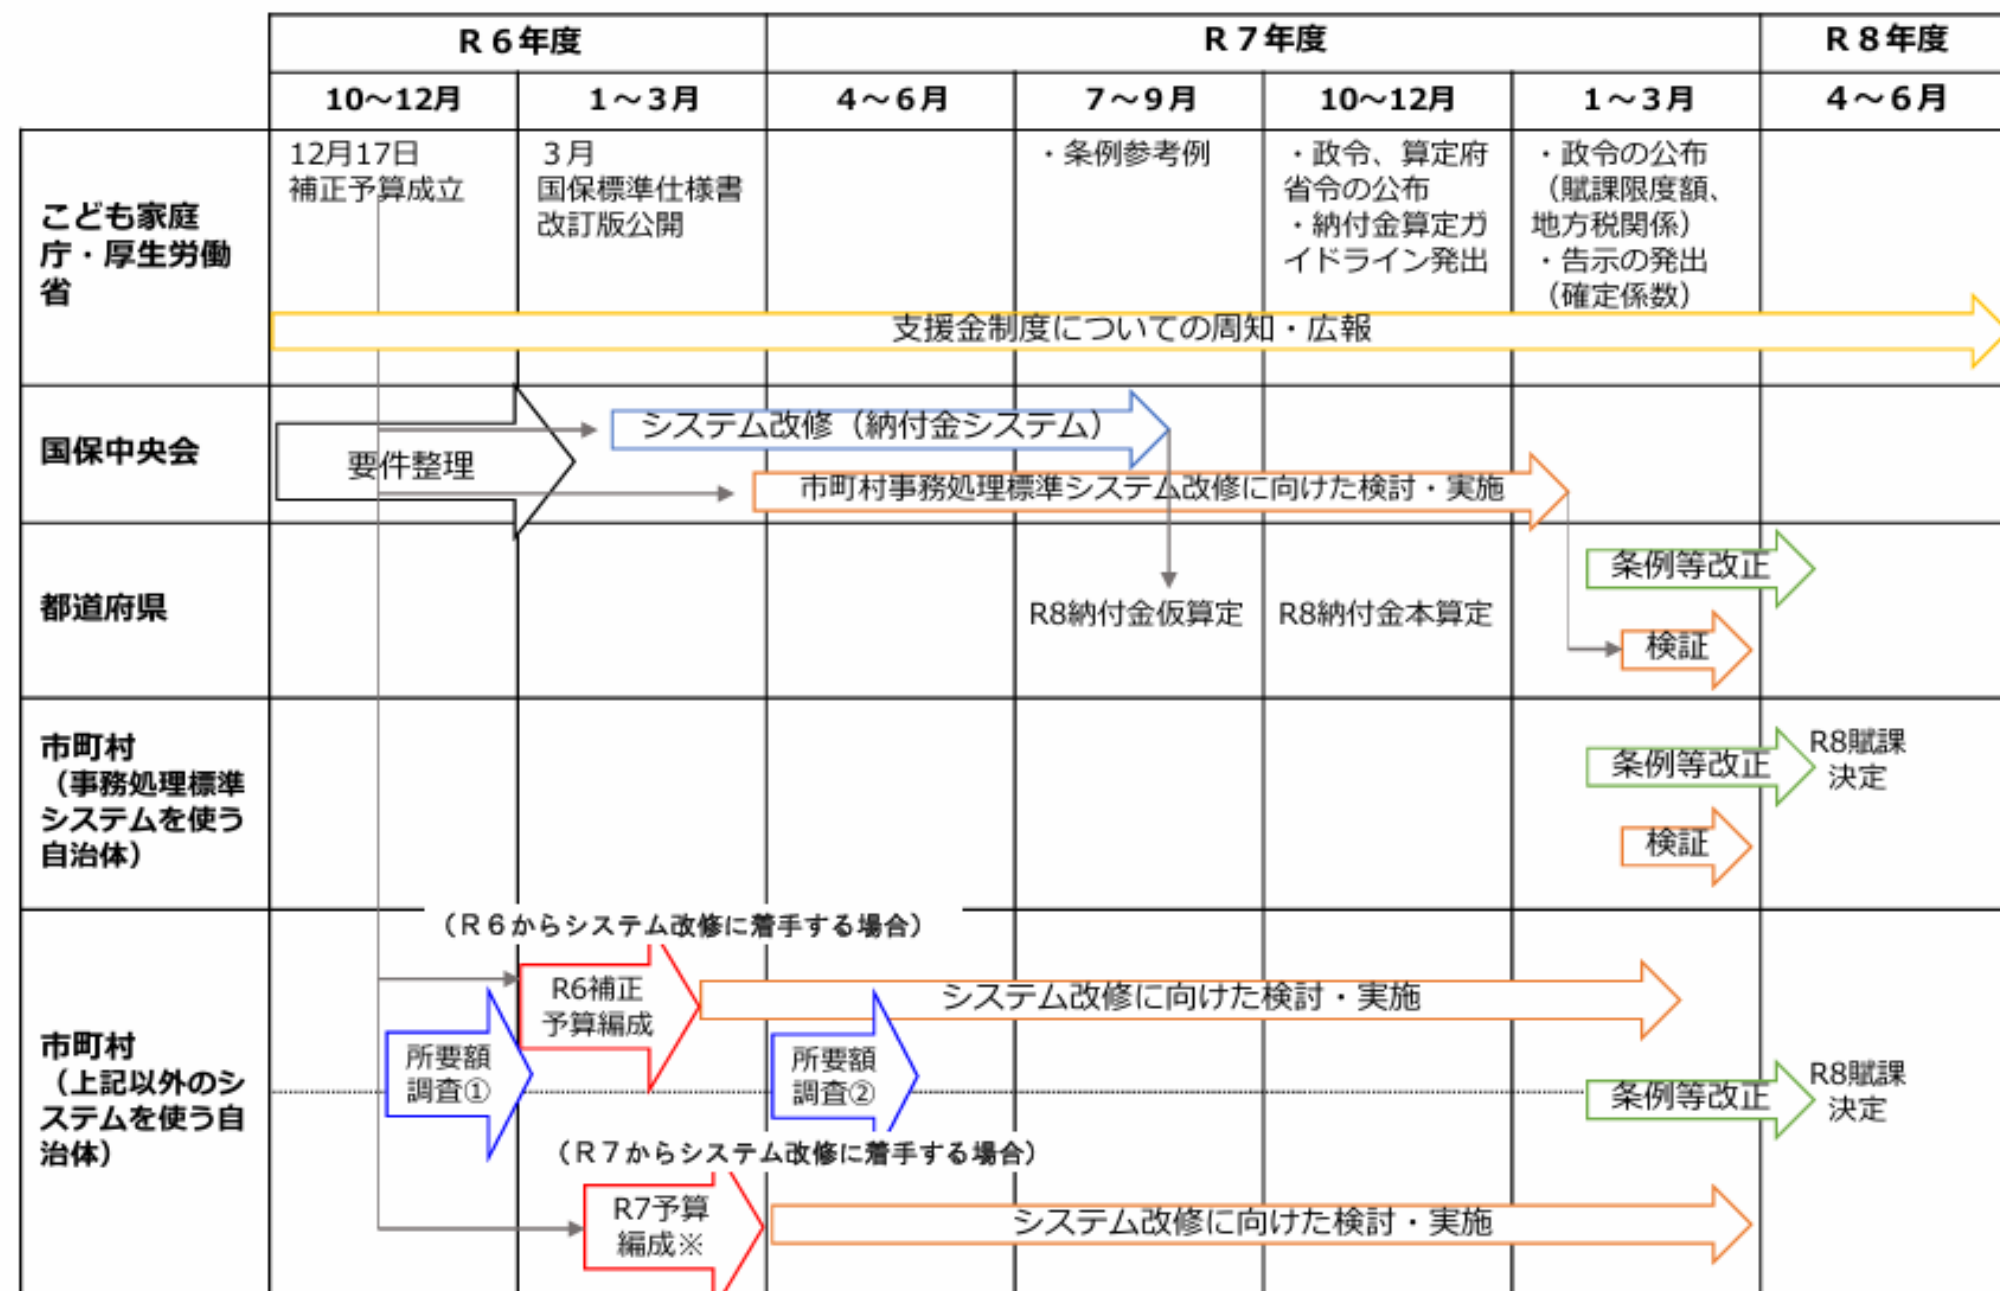 R６年度
R７年度
R８年度
10～12月
１～３月
４～６月
７～９月
10～12月
１～３月
４～６月
こども家庭
庁・厚生労働
省
12月17日
補正予算成立
３月
国保標準仕様書
改訂版公開
・条例参考例
・政令、算定府
省令の公布
・納付金算定ガ
イドライン発出
・政令の公布
（賦課限度額、
地方税関係）
・告示の発出
（確定係数）
支援金制度についての周知・広報
国保中央会
要件整理
システム改修（納付金システム）
市町村事務処理標準システム改修に向けた検討・実施
都道府県
R8納付金仮算定
R8納付金本算定
条例等改正
検証
市町村
（事務処理標準
システムを使う
自治体）
条例等改正
R8賦課
決定
検証
市町村
（上記以外のシ
ステムを使う自
治体）
（R６からシステム改修に着手する場合）
R6補正
予算編成
システム改修に向けた検討・実施
所要額
調査①
所要額
調査②
条例等改正
R8賦課
決定
（R７からシステム改修に着手する場合）
R7予算
編成※
システム改修に向けた検討・実施